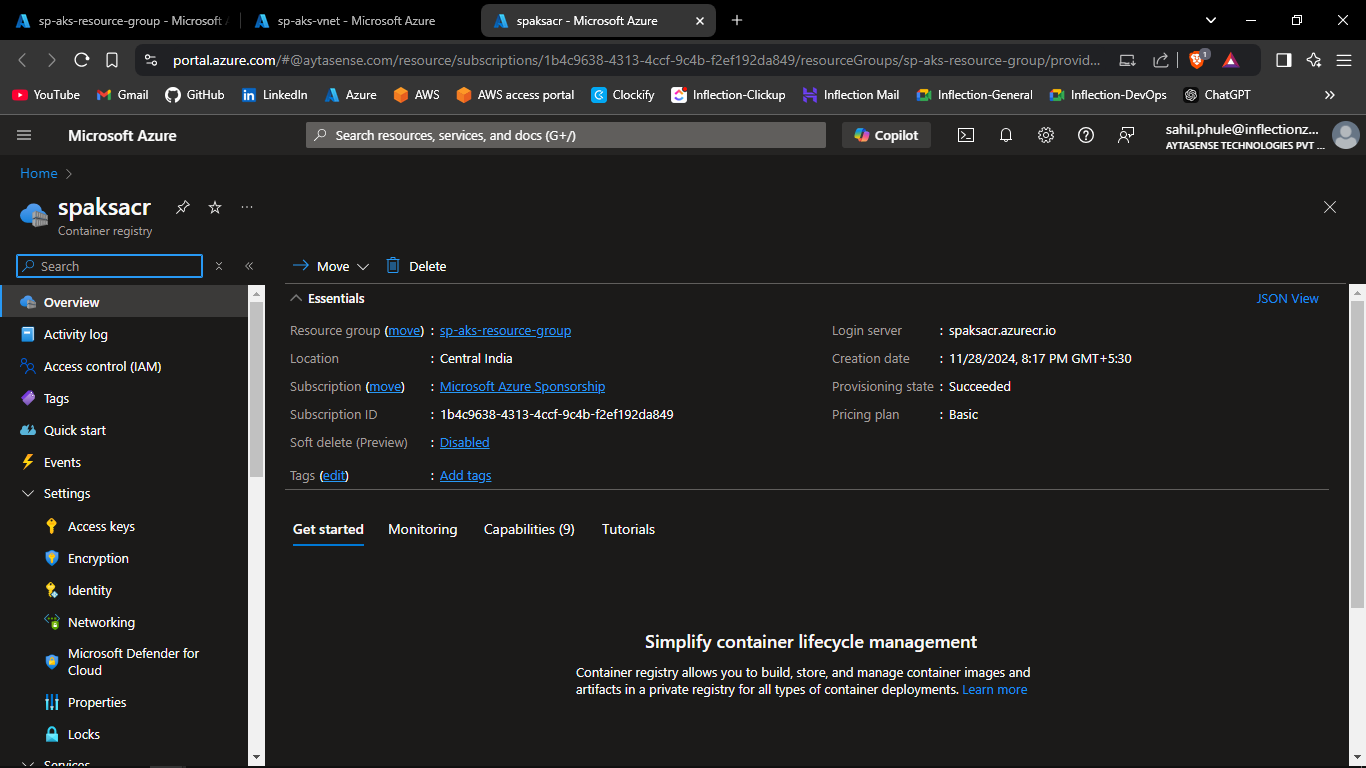 sp-aks-resource-group - Microsoft
sp-aks-vnet - Microsoft Azure
spaksacr - Microsoft Azure
portal.azure.com/#@aytasense.com/resource/subscriptions/1b4c9638-4313-4ccf-9c4b-f2ef192da849/resourceGroups/sp-aks-resource-group/provid...
1
YouTube Gmail GitHub LinkedIn Azure AWS AWS access portal Clockify Inflection-Clickup Inflection Mail Inflection-General Inflection-DevOps ChatGPT
Microsoft Azure
Search resources, services, and docs (G+/)
Copilot
sahil.phule@inflectionz...
AYTASENSE TECHNOLOGIES PVT ...
Home
spaksacr
Container registry
Search
Move
Delete
Overview
Activity log
Access control (IAM)
Tags
Quick start
Events
Settings
Access keys
Encryption
Identity
Networking
Microsoft Defender for
Cloud
Properties
Locks
Services
Essentials
JSON View
Resource group (move) : sp-aks-resource-group
Location : Central India
Subscription (move) : Microsoft Azure Sponsorship
Subscription ID : 1b4c9638-4313-4ccf-9c4b-f2ef192da849
Soft delete (Preview) : Disabled
Tags (edit) : Add tags
Login server : spaksacr.azurecr.io
Creation date : 11/28/2024, 8:17 PM GMT+5:30
Provisioning state : Succeeded
Pricing plan : Basic
Get started Monitoring Capabilities (9) Tutorials
Simplify container lifecycle management
Container registry allows you to build, store, and manage container images and
artifacts in a private registry for all types of container deployments. Learn more